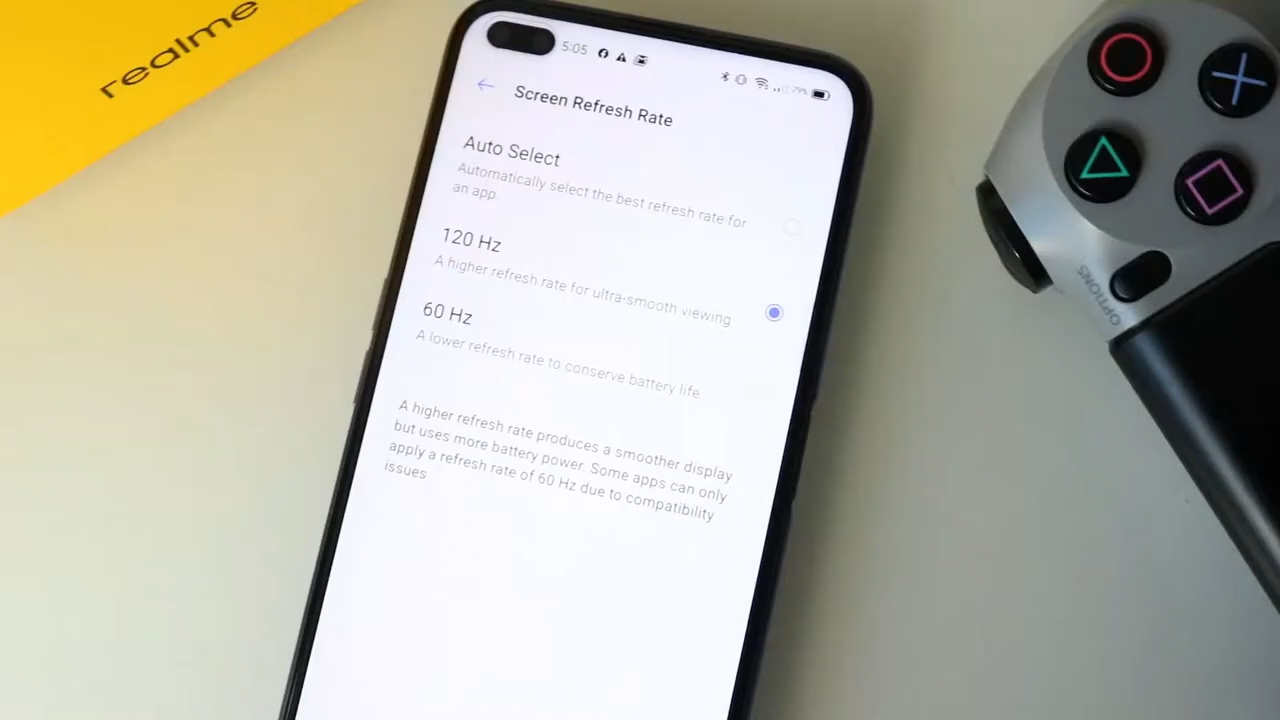 realme
5:05
79%
Screen Refresh Rate
Auto Select
Automatically select the best refresh rate for
an app
120 Hz
A higher refresh rate for ultra-smooth viewing
60 Hz
A lower refresh rate to conserve battery life
A higher refresh rate produces a smoother display
but uses more battery power. Some apps can only
apply a refresh rate of 60 Hz due to compatibility
issues
OPTIONS